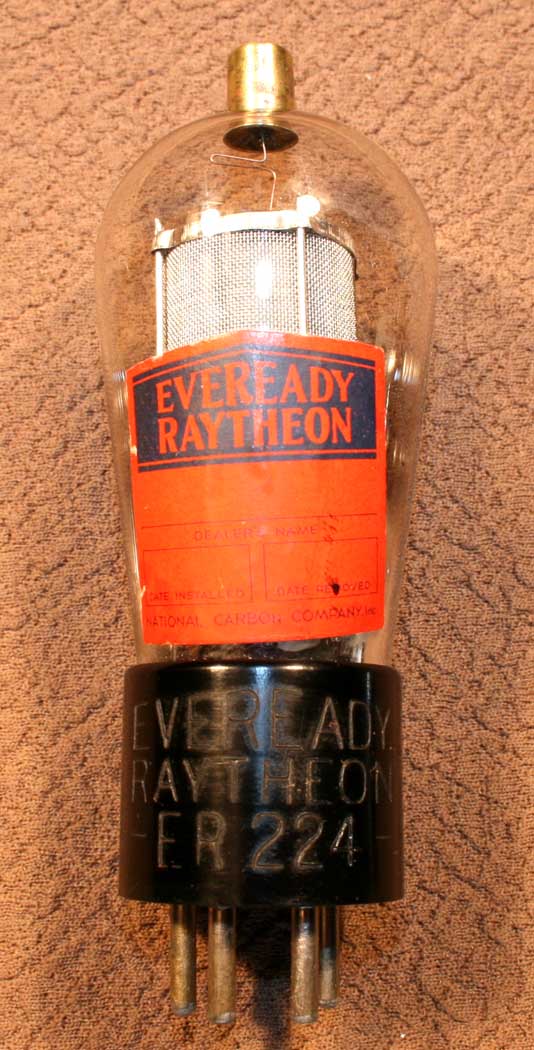 EVEREADY
RAYTHEON
DEALER'S NAME
DATE INSTALLED
DATE REMOVED
NATIONAL CARBON COMPANY, Inc.
EVEREADY
RAYTHEON
-ER 224-